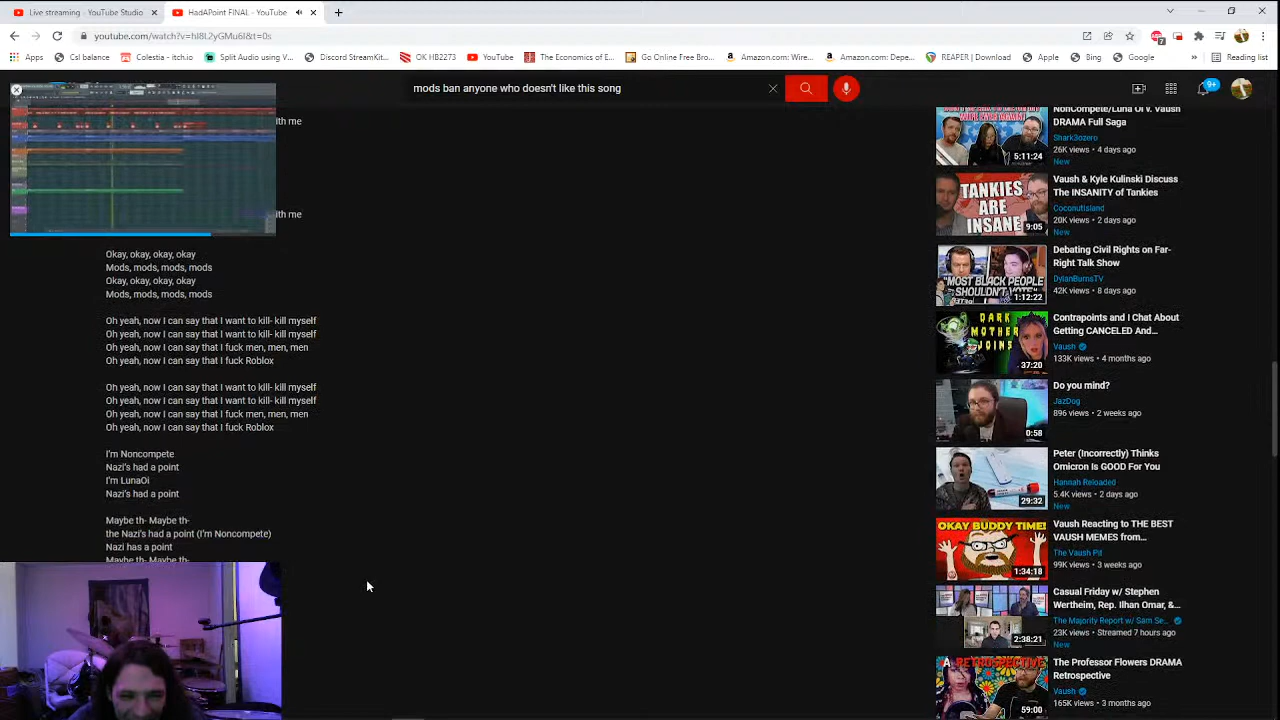 Live streaming - YouTube Studio
HadAPoint FINAL - YouTube
youtube.com/watch?v=hI8L2yGMu6I&t=0s
Apps
Csl balance
Colestia - itch.io
Split Audio using V...
Discord StreamKit...
OK HB2273
YouTube
The Economics of E...
Go Online Free Bro...
Amazon.com: Wire...
Amazon.com: Depe...
REAPER | Download
Apple
Bing
Google
Reading list
mods ban anyone who doesn't like this song
9+
th me
th me
Okay, okay, okay, okay
Mods, mods, mods, mods
Okay, okay, okay, okay
Mods, mods, mods, mods
Oh yeah, now I can say that I want to kill- kill myself
Oh yeah, now I can say that I want to kill- kill myself
Oh yeah, now I can say that I fuck men, men, men
Oh yeah, now I can say that I fuck Roblox
Oh yeah, now I can say that I want to kill- kill myself
Oh yeah, now I can say that I want to kill- kill myself
Oh yeah, now I can say that I fuck men, men, men
Oh yeah, now I can say that I fuck Roblox
I'm Noncompete
Nazi's had a point
I'm LunaOi
Nazi's had a point
Maybe th- Maybe th-
the Nazi's had a point (I'm Noncompete)
Nazi has a point
Maybe th- Maybe th-
NonCompete/Luna Oi v. Vaush
DRAMA Full Saga
Shark3ozero
26K views • 4 days ago
New
5:11:24
TANKIES
ARE
INSANE
9:05
Vaush & Kyle Kulinski Discuss
The INSANITY of Tankies
CoconutIsland
20K views • 2 days ago
New
"MOST BLACK PEOPLE
SHOULDN'T VOTE"
1:12:22
Debating Civil Rights on Far-
Right Talk Show
DylanBurnsTV
42K views • 8 days ago
DARK
MOTHER
JOINS
37:20
Contrapoints and I Chat About
Getting CANCELED And...
Vaush
133K views • 4 months ago
0:58
Do you mind?
JazDog
896 views • 2 weeks ago
29:32
Peter (Incorrectly) Thinks
Omicron Is GOOD For You
Hannah Reloaded
5.4K views • 2 days ago
New
OKAY BUDDY TIME!
1:34:18
Vaush Reacting to THE BEST
VAUSH MEMES from...
The Vaush Pit
99K views • 3 weeks ago
2:38:21
Casual Friday w/ Stephen
Wertheim, Rep. Ilhan Omar, &...
The Majority Report w/ Sam Se...
23K views • Streamed 7 hours ago
New
A RETROSPECTIVE
59:00
The Professor Flowers DRAMA
Retrospective
Vaush
165K views • 3 months ago